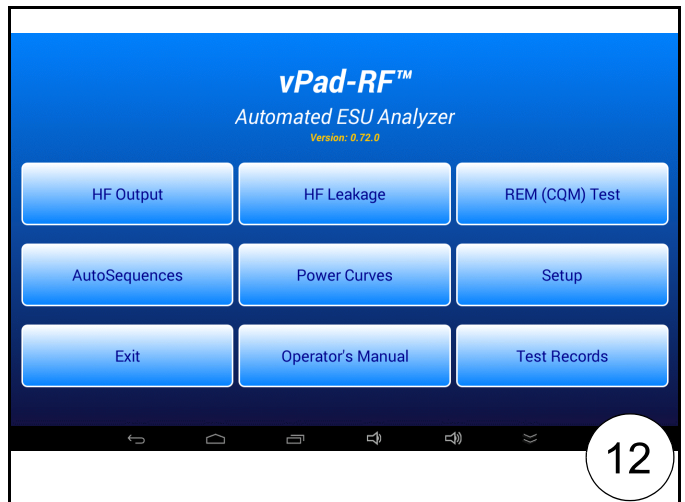 vPad-RF™
Automated ESU Analyzer
Version: 0.72.0
HF Output
HF Leakage
REM (CQM) Test
AutoSequences
Power Curves
Setup
Exit
Operator's Manual
Test Records
12